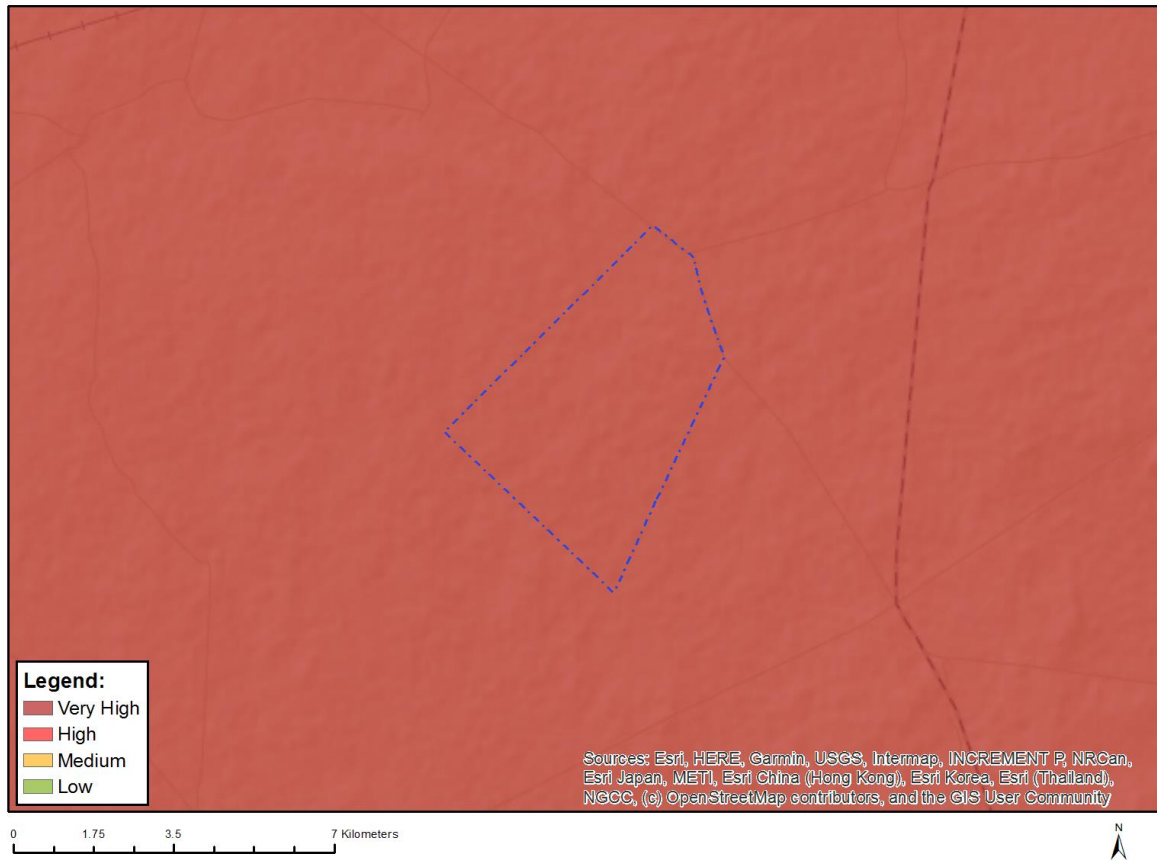 Legend:
Very High
High
Medium
Low
Sources: Esri, HERE, Garmin, USGS, Intermap, INCREMENT P, NRCan,
Esri Japan, METI, Esri China (Hong Kong), Esri Korea, Esri (Thailand),
NGCC, (c) OpenStreetMap contributors, and the GIS User Community
0 1.75 3.5 7 Kilometers
N